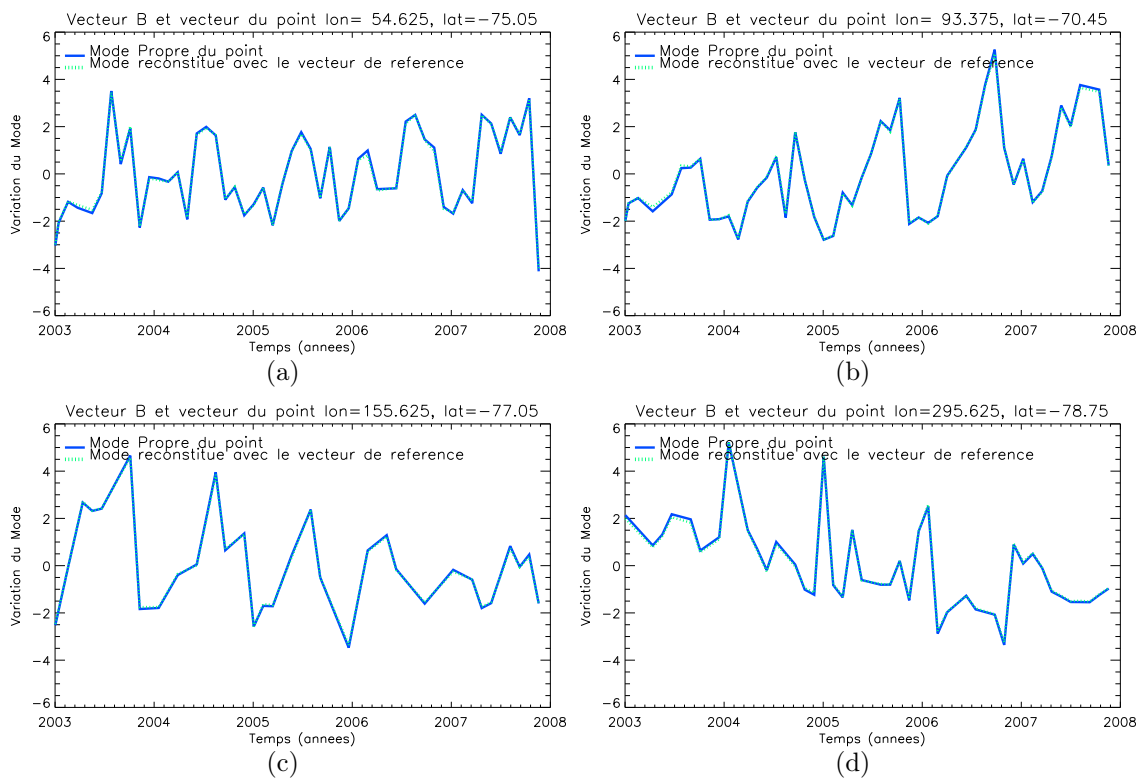 Vecteur B et vecteur du point lon= 54.625, lat=−75.05
6
Mode Propre du point
Mode reconstitue avec le vecteur de reference
4
2
0
−2
−4
−6
Variation du Mode
2003 2004 2005 2006 2007 2008
Temps (annees)
(a)
Vecteur B et vecteur du point lon= 93.375, lat=−70.45
6
Mode Propre du point
Mode reconstitue avec le vecteur de reference
4
2
0
−2
−4
−6
Variation du Mode
2003 2004 2005 2006 2007 2008
Temps (annees)
(b)
Vecteur B et vecteur du point lon=155.625, lat=−77.05
6
Mode Propre du point
Mode reconstitue avec le vecteur de reference
4
2
0
−2
−4
−6
Variation du Mode
2003 2004 2005 2006 2007 2008
Temps (annees)
(c)
Vecteur B et vecteur du point lon=295.625, lat=−78.75
6
Mode Propre du point
Mode reconstitue avec le vecteur de reference
4
2
0
−2
−4
−6
Variation du Mode
2003 2004 2005 2006 2007 2008
Temps (annees)
(d)